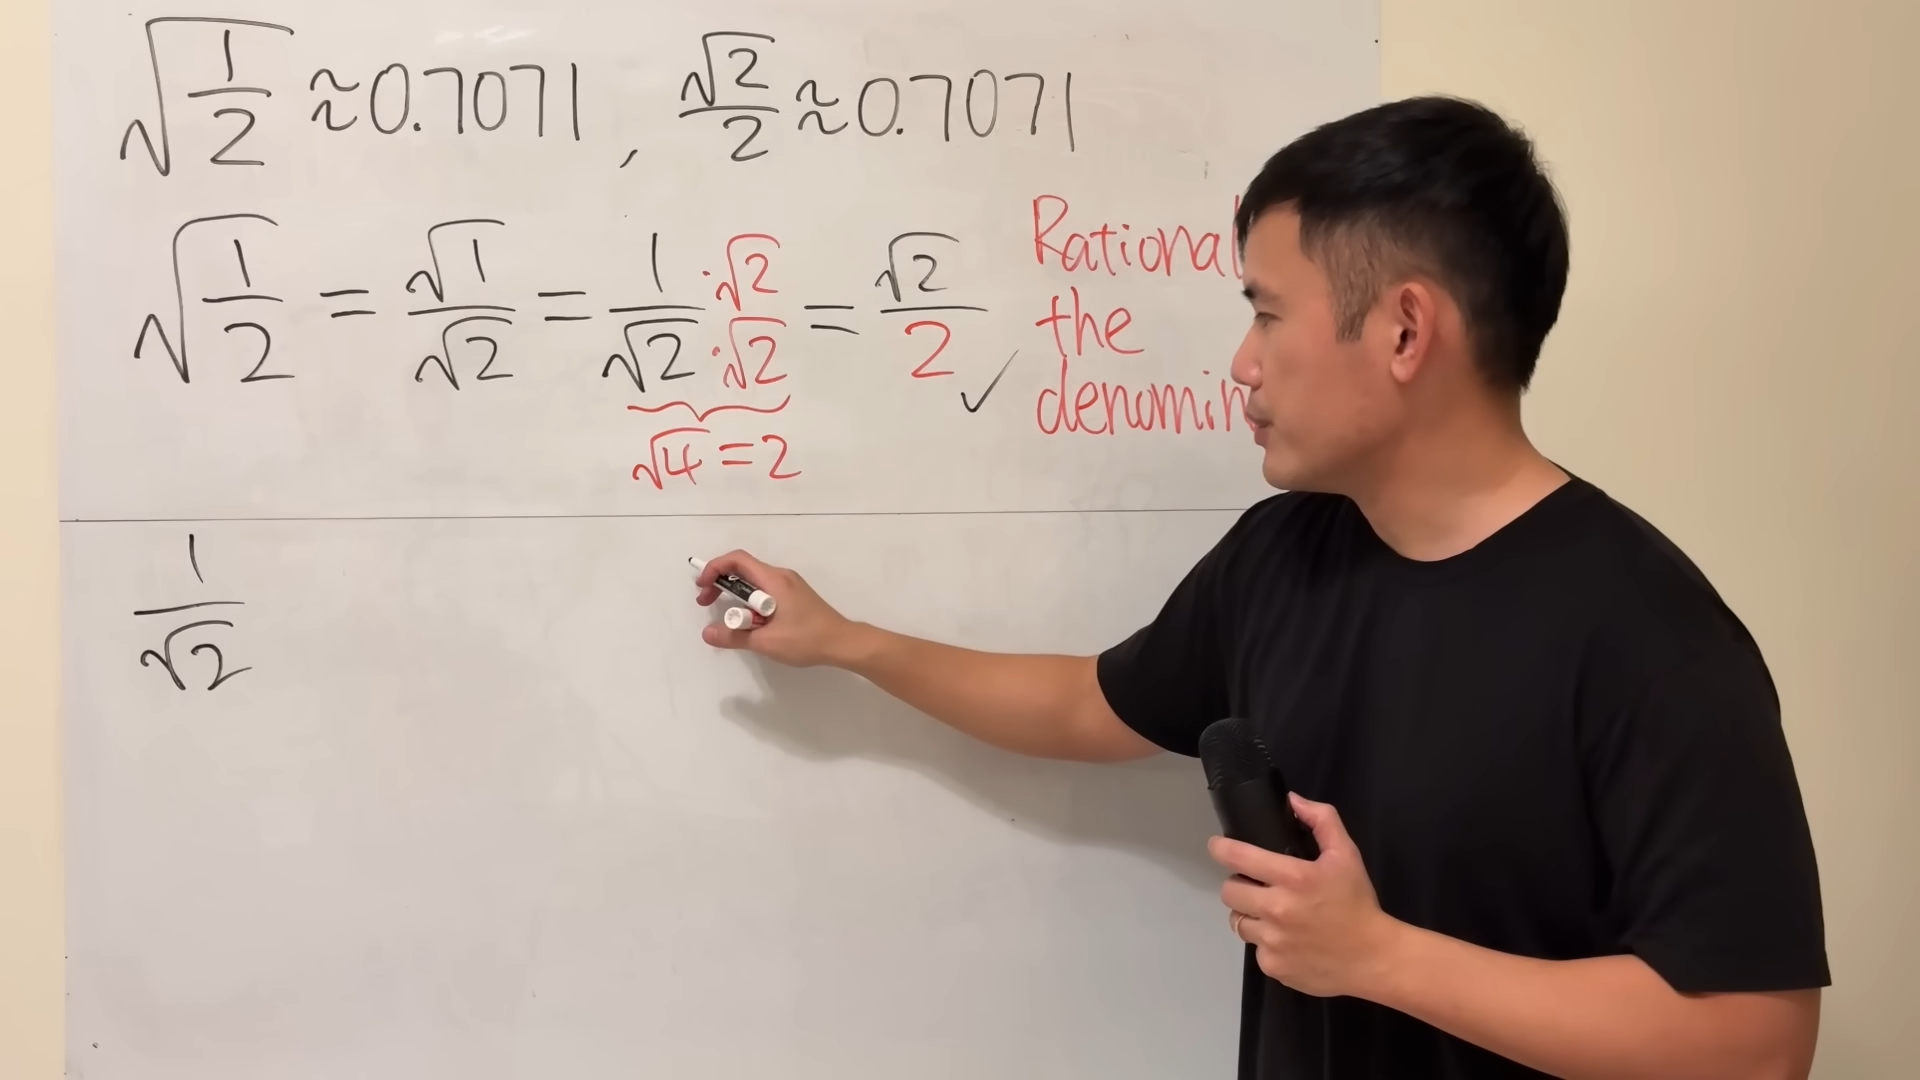 √(1/2) ≈ 0.7071 , √2/2 ≈ 0.7071
√(1/2) = √1/√2 = 1/√2 ·√2/·√2 = √2/2 ✓
√4 = 2
Rational
the
denomin
1/√2